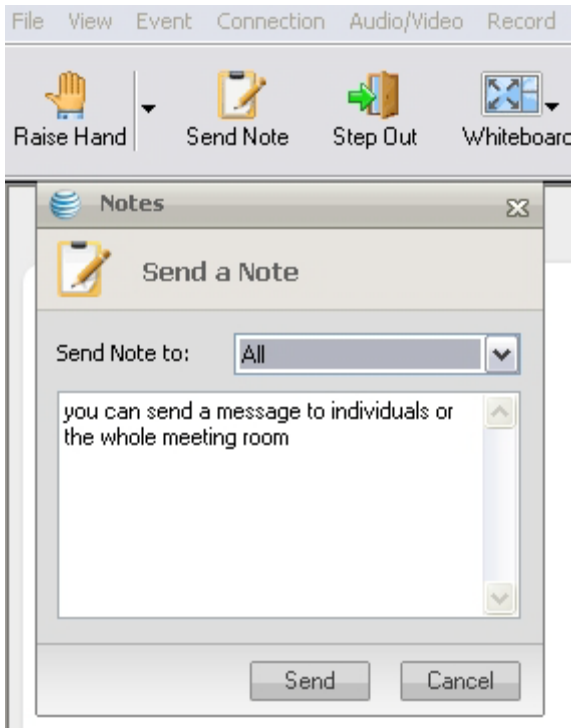 File View Event Connection Audio/Video Record
Raise Hand Send Note Step Out Whiteboard
Notes
Send a Note
Send Note to: All
you can send a message to individuals or
the whole meeting room
Send Cancel